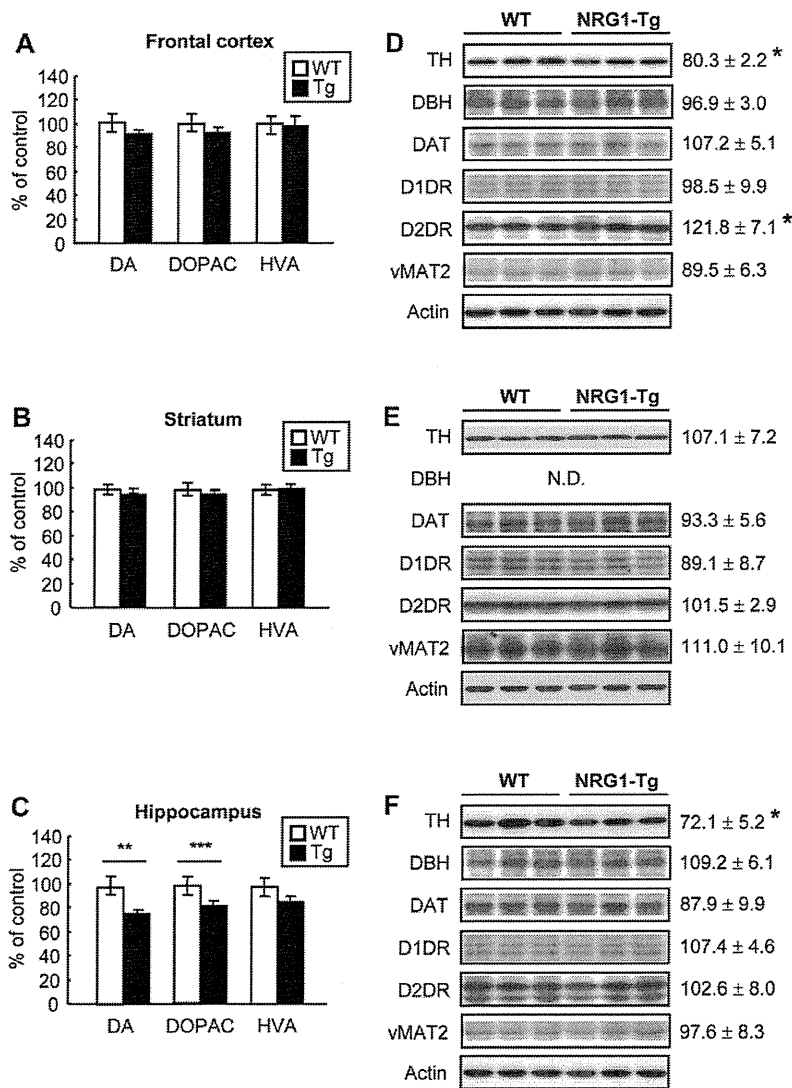 A
Frontal cortex
WT
Tg
% of control
140
120
100
80
60
40
20
0
DA DOPAC HVA
D
WT NRG1-Tg
TH 80.3 ± 2.2 *
DBH 96.9 ± 3.0
DAT 107.2 ± 5.1
D1DR 98.5 ± 9.9
D2DR 121.8 ± 7.1 *
vMAT2 89.5 ± 6.3
Actin
B
Striatum
WT
Tg
% of control
140
120
100
80
60
40
20
0
DA DOPAC HVA
E
WT NRG1-Tg
TH 107.1 ± 7.2
DBH N.D.
DAT 93.3 ± 5.6
D1DR 89.1 ± 8.7
D2DR 101.5 ± 2.9
vMAT2 111.0 ± 10.1
Actin
C
Hippocampus
WT
Tg
% of control
140
120
100
80
60
40
20
0
** ***
DA DOPAC HVA
F
WT NRG1-Tg
TH 72.1 ± 5.2 *
DBH 109.2 ± 6.1
DAT 87.9 ± 9.9
D1DR 107.4 ± 4.6
D2DR 102.6 ± 8.0
vMAT2 97.6 ± 8.3
Actin